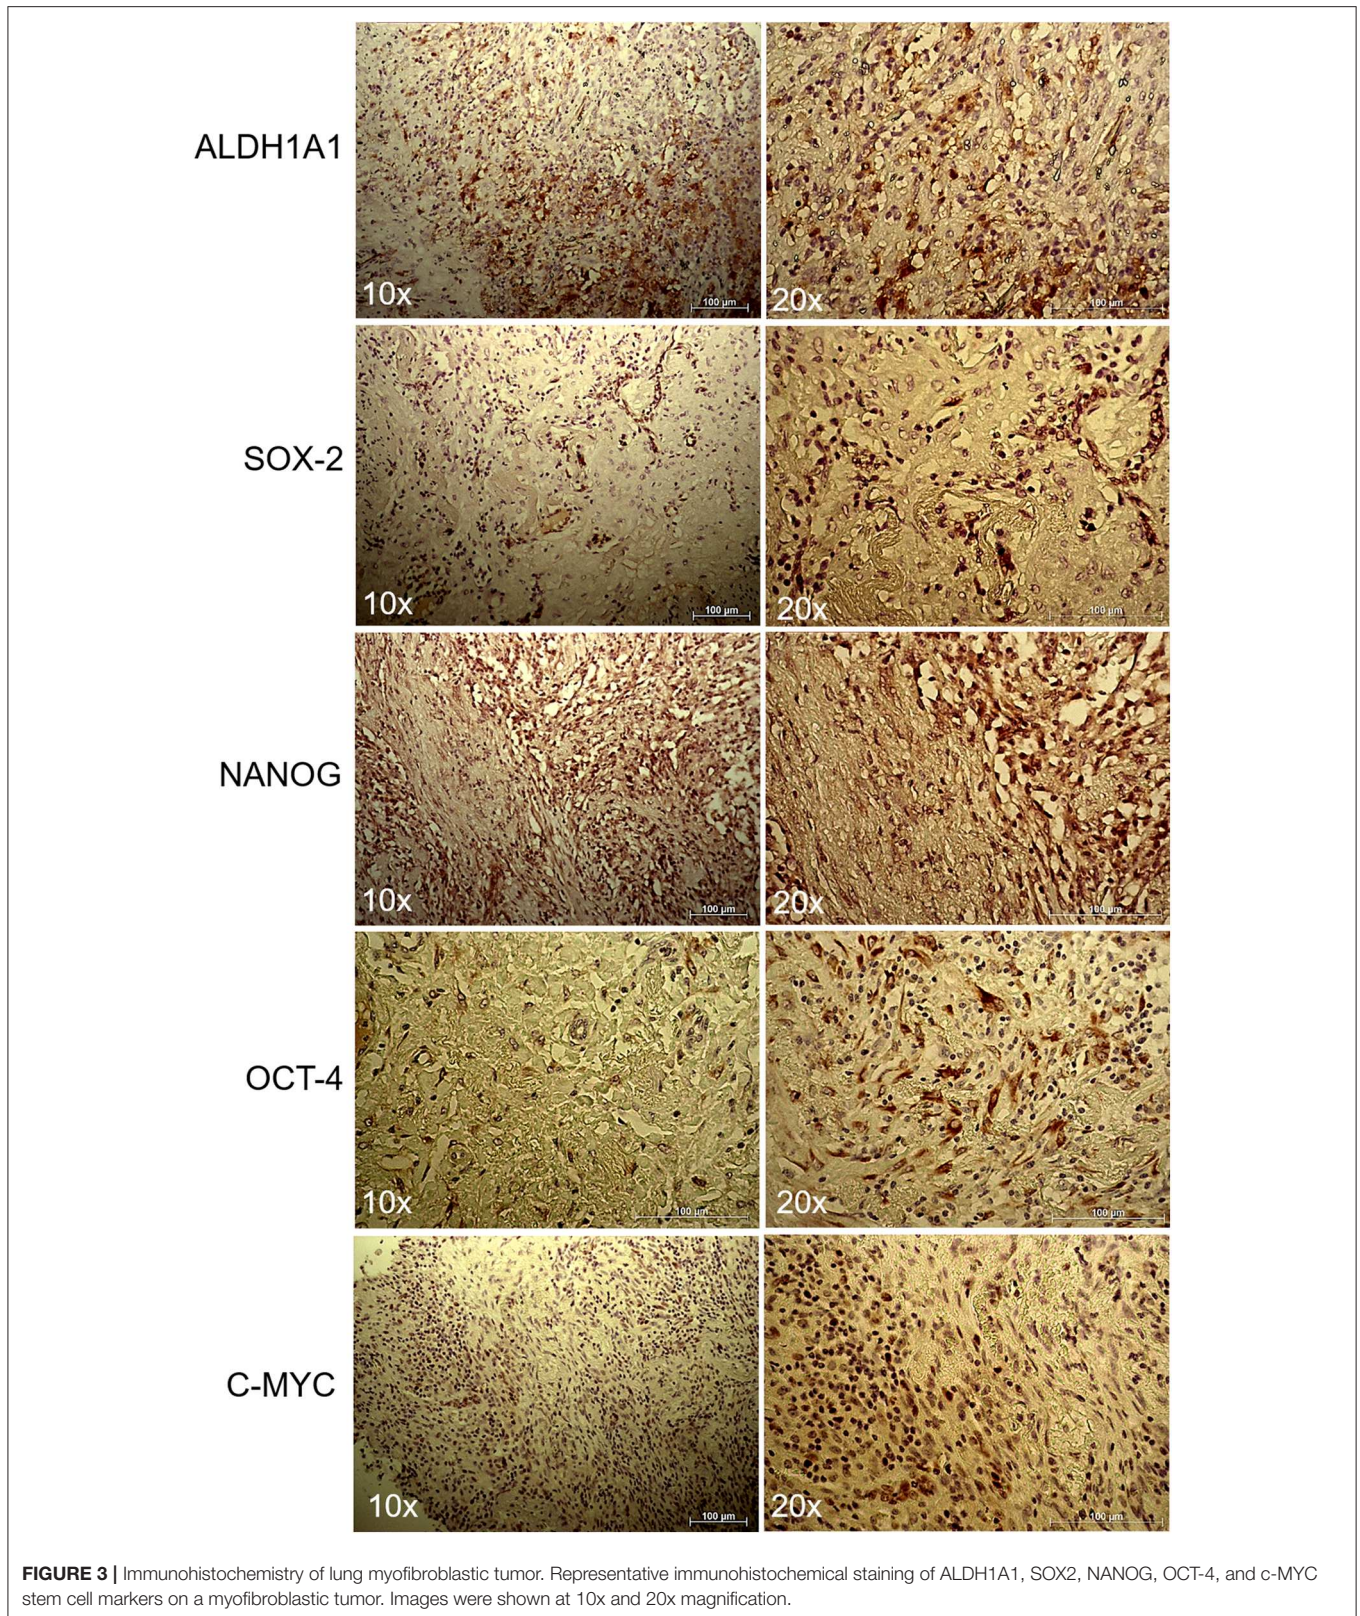 ALDH1A1
10x
100 µm
20x
100 µm
SOX-2
10x
100 µm
20x
100 µm
NANOG
10x
100 µm
20x
100 µm
OCT-4
10x
100 µm
20x
100 µm
C-MYC
10x
100 µm
20x
100 µm
FIGURE 3 | Immunohistochemistry of lung myofibroblastic tumor. Representative immunohistochemical staining of ALDH1A1, SOX2, NANOG, OCT-4, and c-MYC
stem cell markers on a myofibroblastic tumor. Images were shown at 10x and 20x magnification.